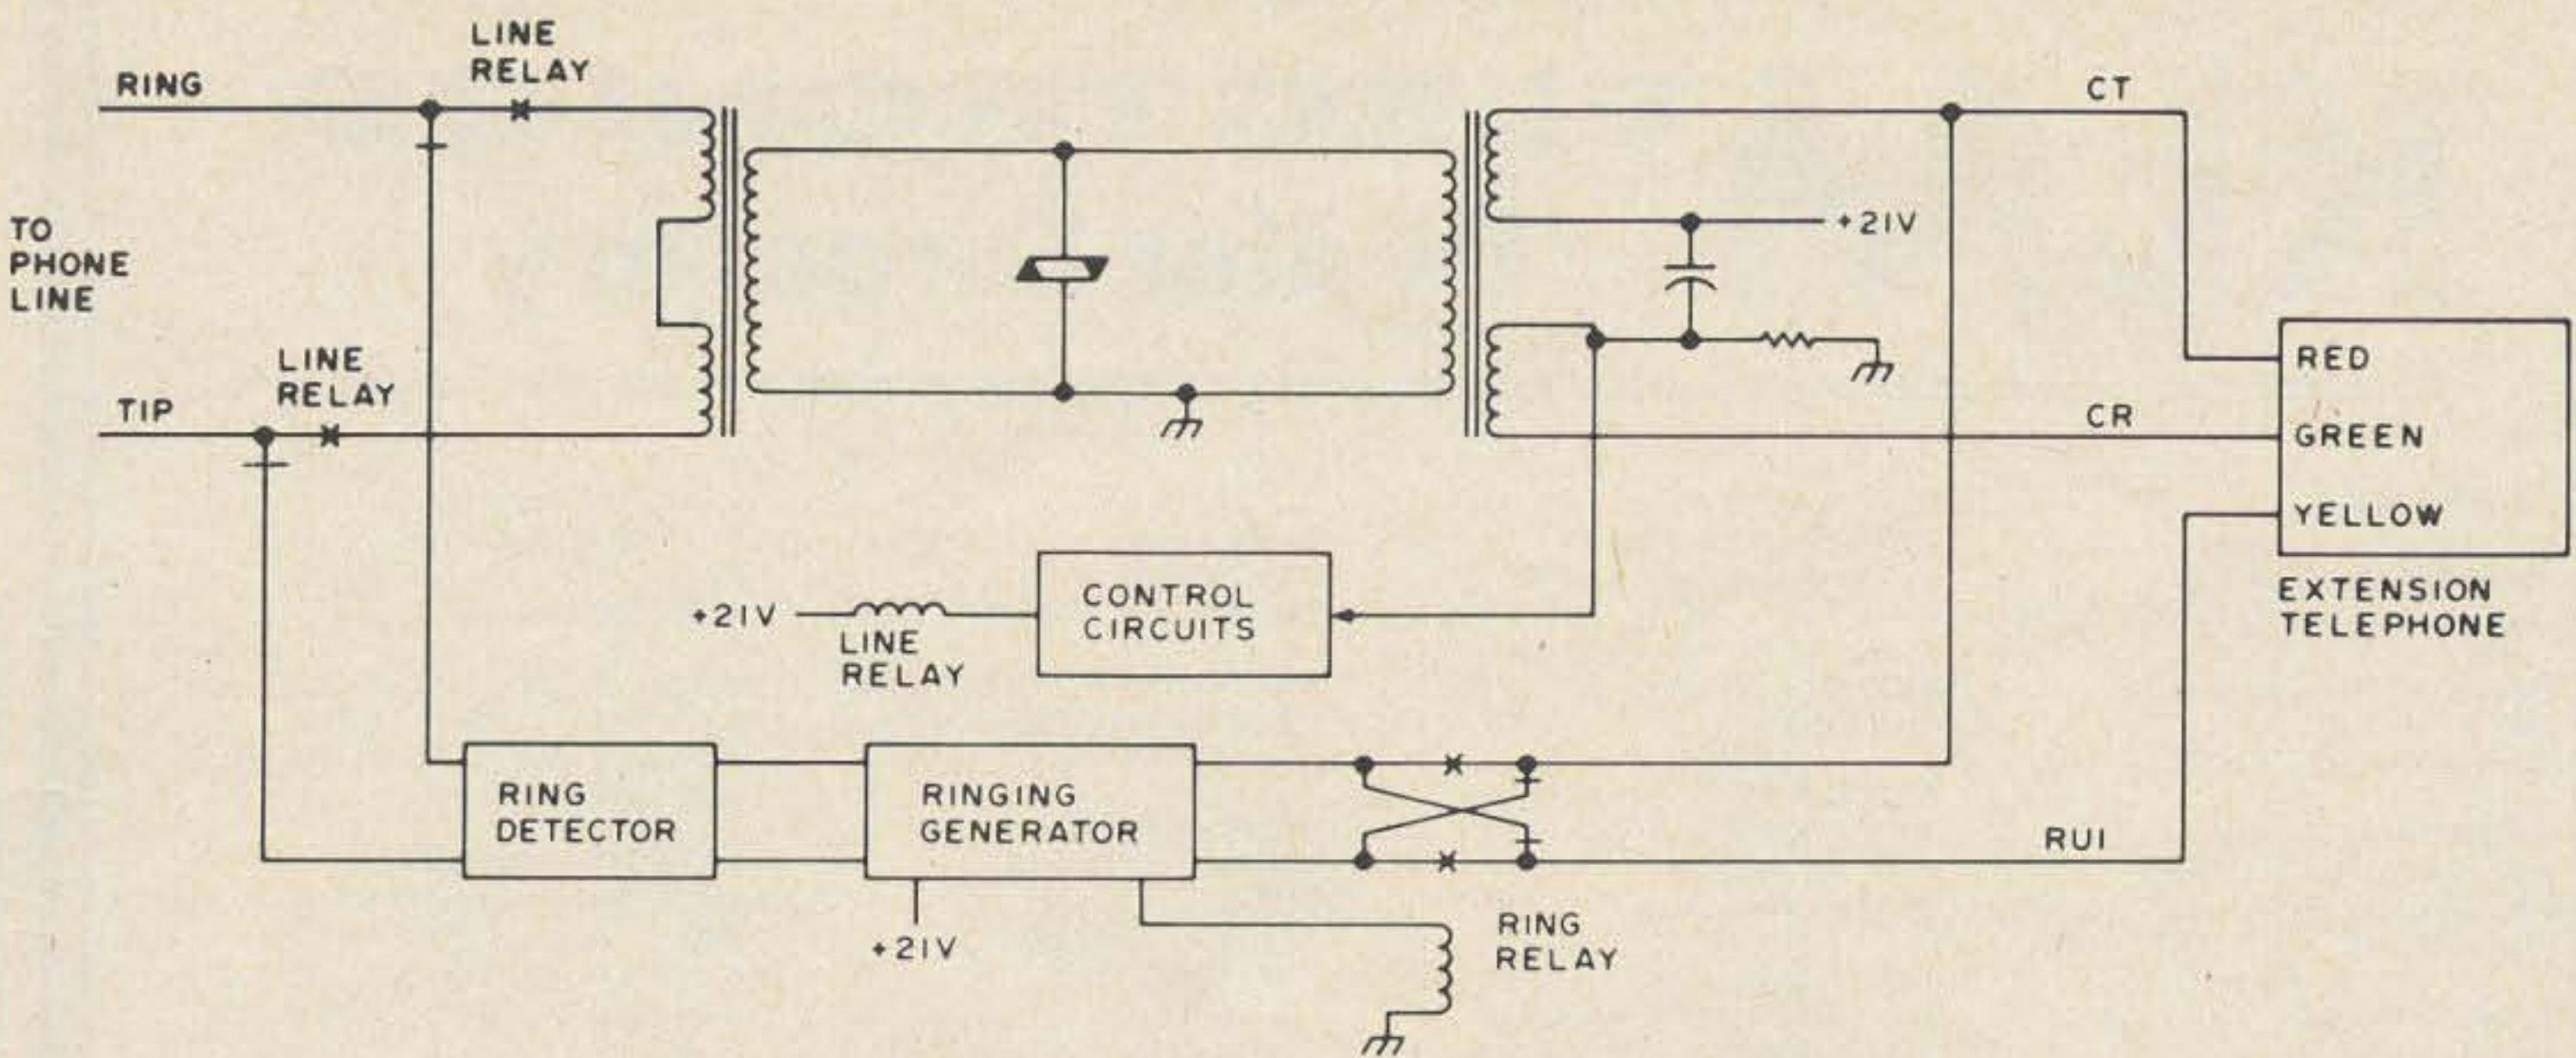 LINE
RELAY
RING
CT
TO
PHONE
LINE
+21V
LINE
RELAY
TIP
RED
CR
GREEN
YELLOW
CONTROL
CIRCUITS
+21V
LINE
RELAY
EXTENSION
TELEPHONE
RING
DETECTOR
RINGING
GENERATOR
RU1
+21V
RING
RELAY